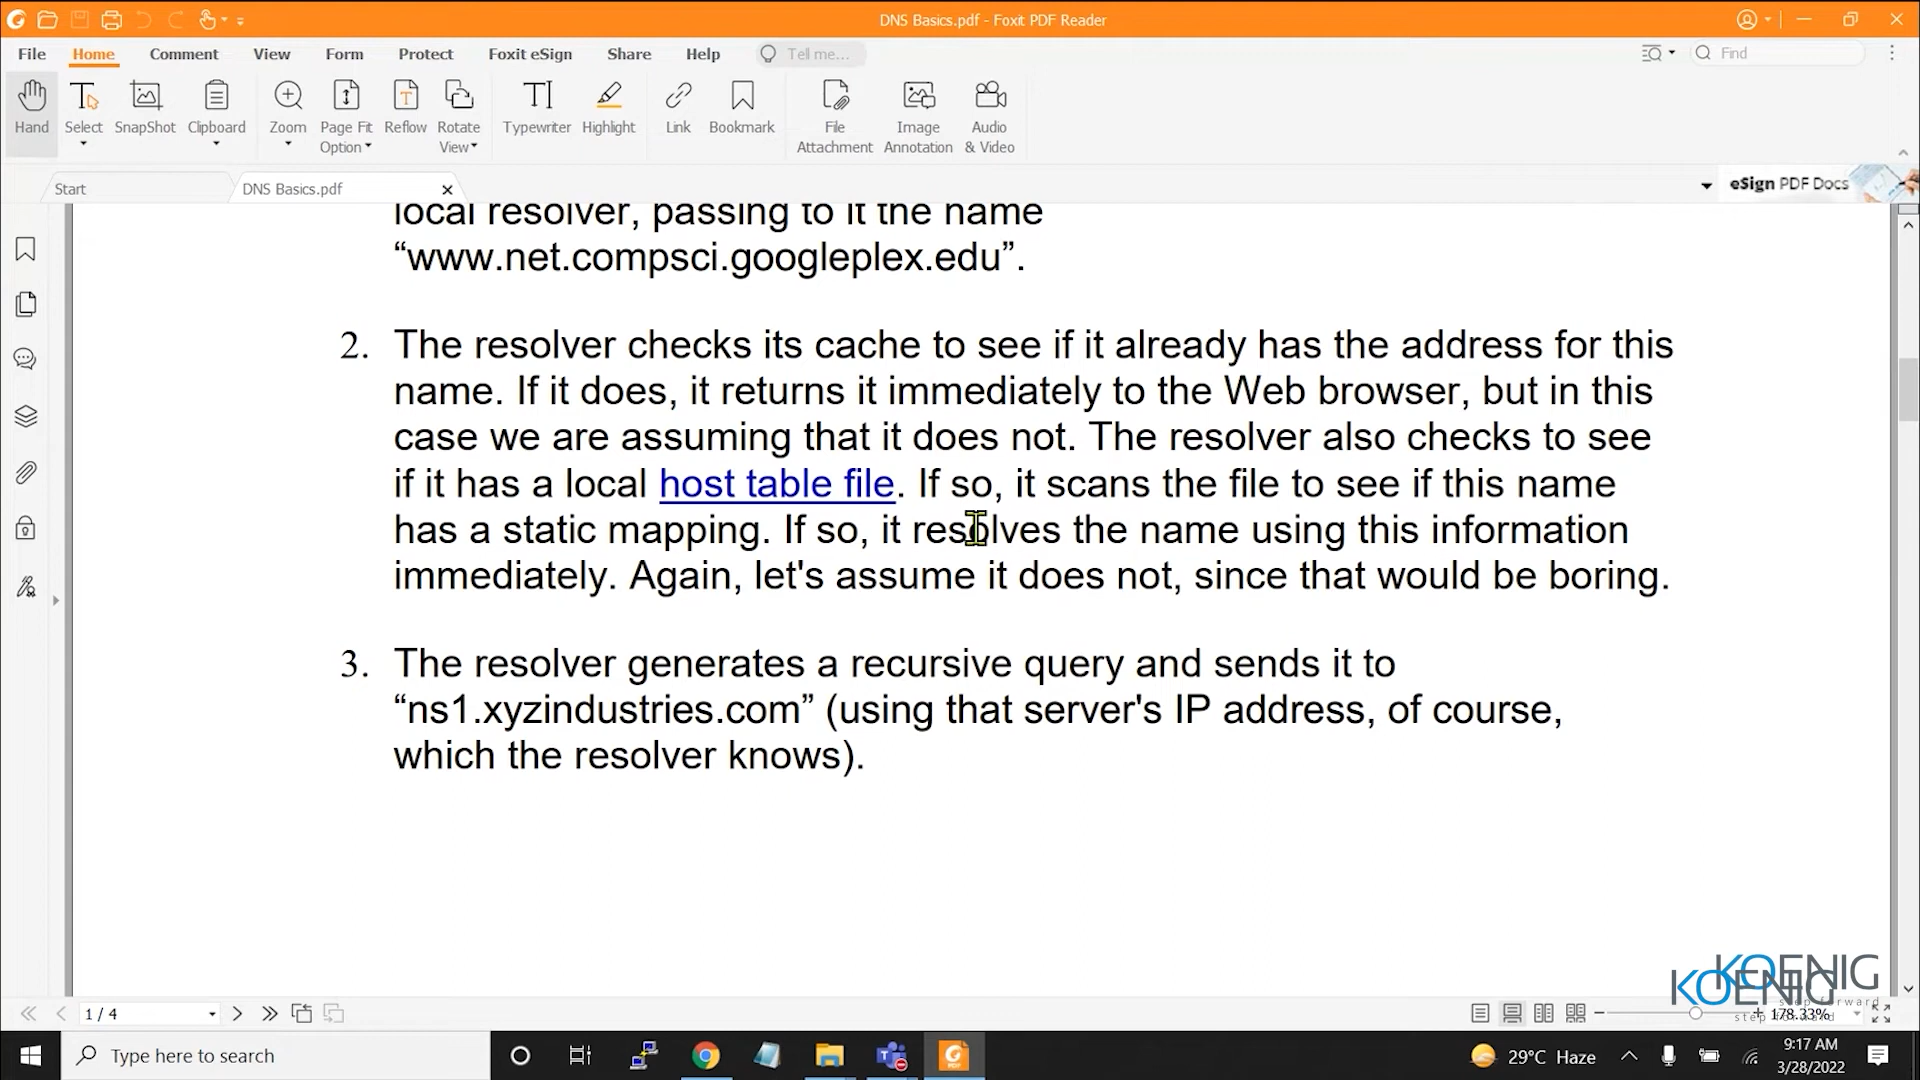 DNS Basics.pdf - Foxit PDF Reader
File Home Comment View Form Protect Foxit eSign Share Help Tell me... Find
Hand Select SnapShot Clipboard Zoom Page Fit Option Reflow Rotate View Typewriter Highlight Link Bookmark File Attachment Image Annotation Audio & Video
Start DNS Basics.pdf eSign PDF Docs
local resolver, passing to it the name
“www.net.compsci.googleplex.edu”.
2. The resolver checks its cache to see if it already has the address for this
name. If it does, it returns it immediately to the Web browser, but in this
case we are assuming that it does not. The resolver also checks to see
if it has a local host table file. If so, it scans the file to see if this name
has a static mapping. If so, it resolves the name using this information
immediately. Again, let's assume it does not, since that would be boring.
3. The resolver generates a recursive query and sends it to
“ns1.xyzindustries.com” (using that server's IP address, of course,
which the resolver knows).
KOENIG
step forward
KOENIG
step forward
1 / 4 178.33%
Type here to search 29°C Haze 9:17 AM
3/28/2022